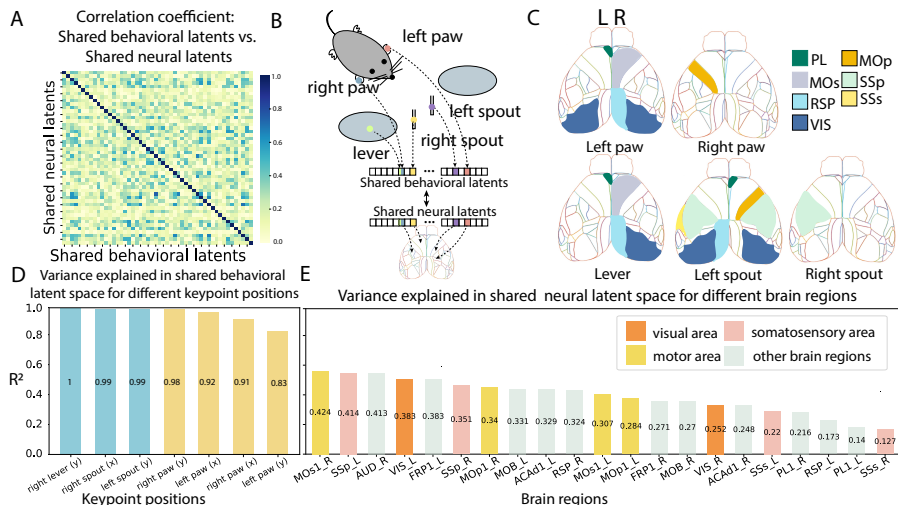 A
Correlation coefficient:
Shared behavioral latents vs.
Shared neural latents
Shared neural latents
1.0
0.8
0.6
0.4
0.2
0.0
Shared behavioral latents
B
left paw
right paw
left spout
lever
right spout
...
Shared behavioral latents
Shared neural latents
...
C
L R
PL
MOs
RSP
VIS
MOp
SSp
SSs
Left paw
Right paw
Lever
Left spout
Right spout
D
Variance explained in shared behavioral
latent space for different keypoint positions
R²
1.0
0.8
0.6
0.4
0.2
0.0
1
0.99
0.99
0.98
0.92
0.91
0.83
right lever (y)
right spout (x)
left spout (y)
right paw (y)
left paw (x)
right paw (x)
left paw (y)
Keypoint positions
E
Variance explained in shared neural latent space for different brain regions
visual area
motor area
somatosensory area
other brain regions
0.424
0.414
0.413
0.383
0.383
0.351
0.34
0.331
0.329
0.324
0.307
0.284
0.271
0.27
0.252
0.248
0.22
0.216
0.173
0.14
0.127
MOs1_R
SSp_L
AUD_R
VIS_L
FRP1_L
SSp_R
MOp1_R
MOB_L
ACAd1_L
RSP_R
MOs1_L
MOp1_L
FRP1_R
MOB_R
VIS_R
ACAd1_R
SSs_L
PL1_R
RSP_L
PL1_L
SSs_R
Brain regions